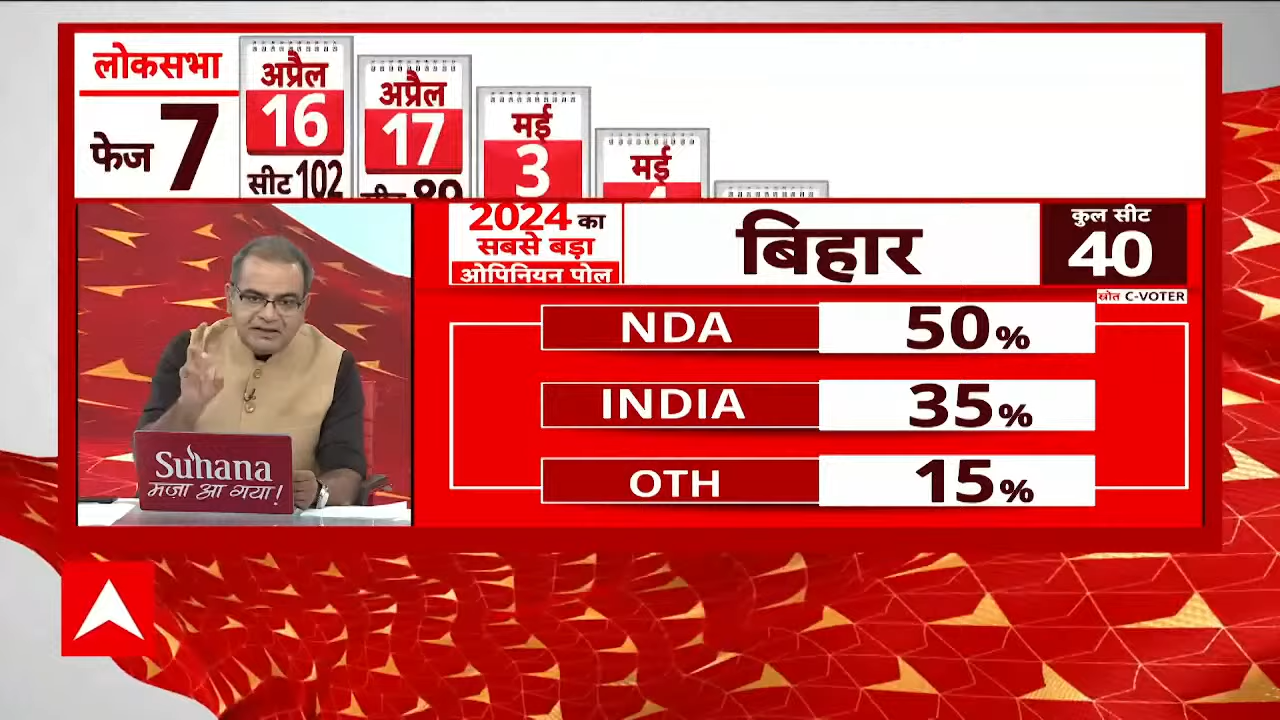 लोकसभा
फेज 7
अप्रैल
16
सीट 102
अप्रैल
17
मई
3
मई
2024 का
सबसे बड़ा
ओपिनियन पोल
बिहार
कुल सीट
40
स्रोत C-VOTER
NDA 50%
INDIA 35%
OTH 15%
Suhana
मज़ा आ गया!